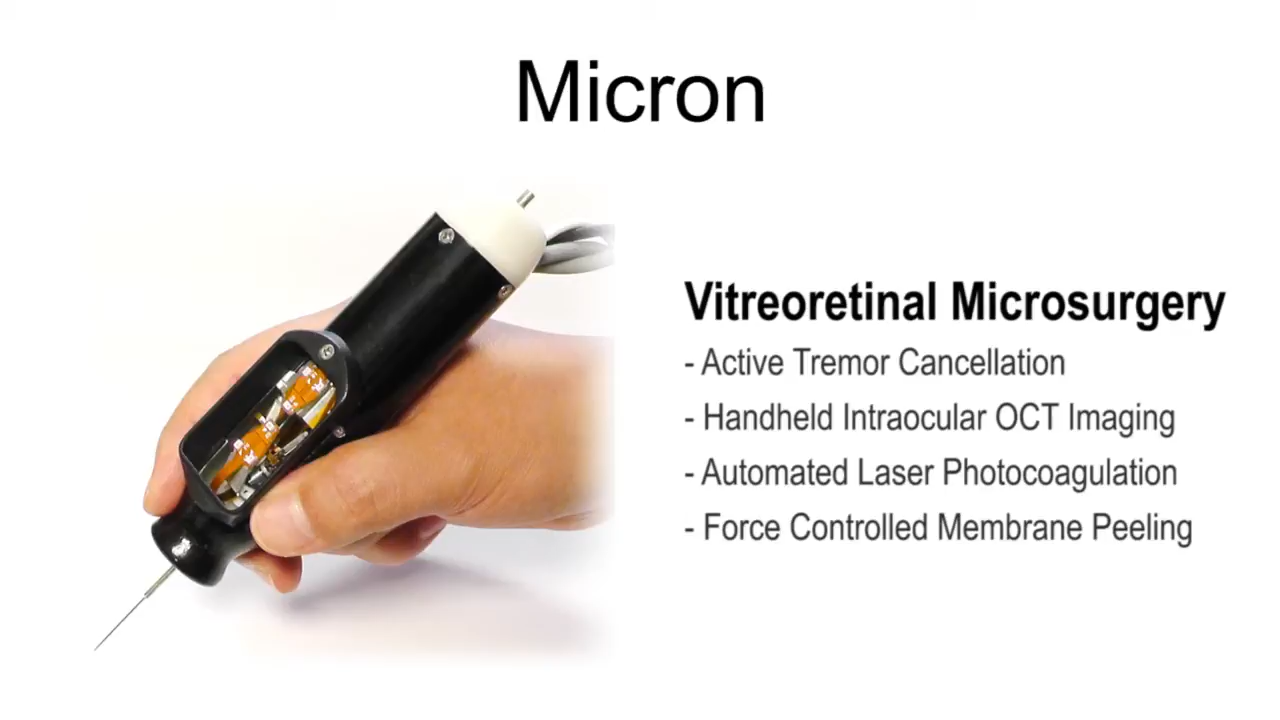 Micron
Vitreoretinal Microsurgery
- Active Tremor Cancellation
- Handheld Intraocular OCT Imaging
- Automated Laser Photocoagulation
- Force Controlled Membrane Peeling